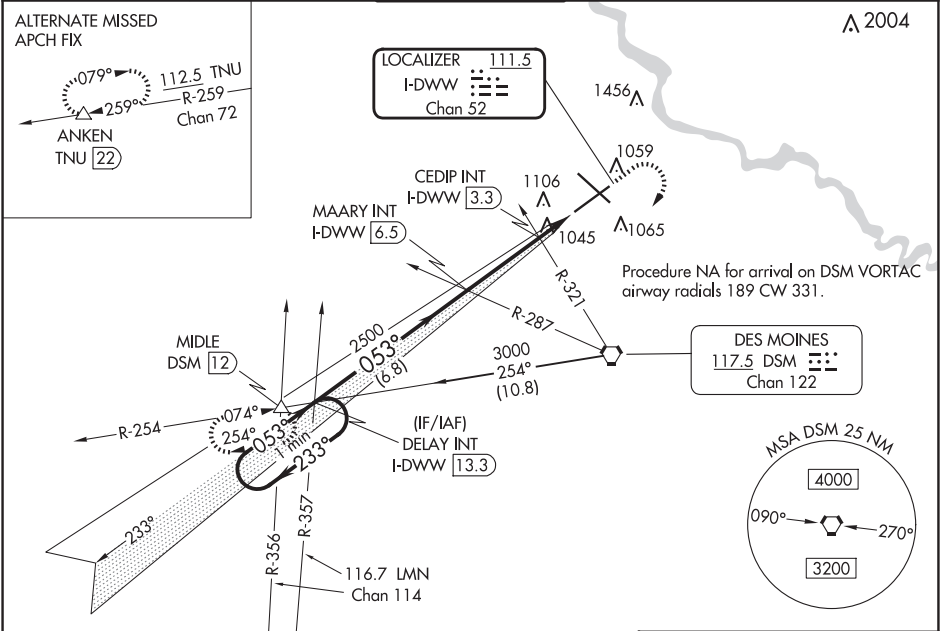 ALTERNATE MISSED
APCH FIX
079°
112.5 TNU
R-259
Chan 72
259°
ANKEN
TNU 22
LOCALIZER 111.5
I-DWW
Chan 52
2004
1456
1059
CEDIP INT
I-DWW 3.3
1106
1065
1045
MAARY INT
I-DWW 6.5
R-321
Procedure NA for arrival on DSM VORTAC
airway radials 189 CW 331.
R-287
DES MOINES
117.5 DSM
Chan 122
2500
053°
(6.8)
3000
254°
(10.8)
MIDLE
DSM 12
R-254
074°
254°
053°
1 min
233°
(IF/IAF)
DELAY INT
I-DWW 13.3
233°
R-356
R-357
116.7 LMN
Chan 114
MSA DSM 25 NM
4000
090°
270°
3200